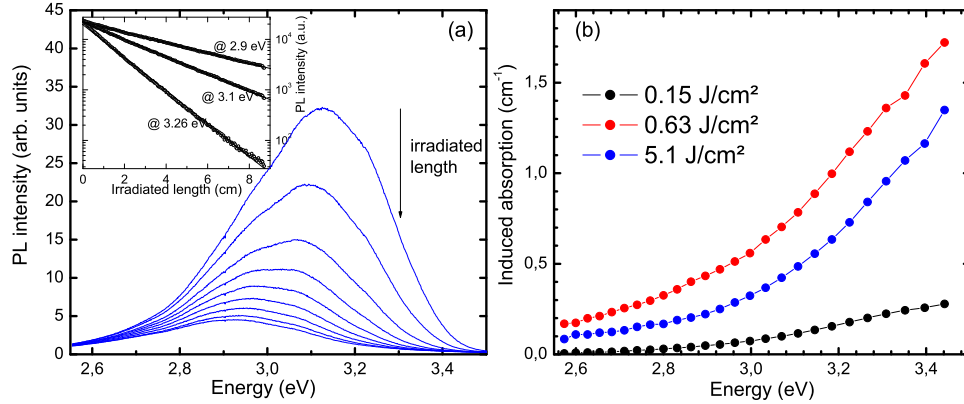 (a)
45
40
35
30
25
20
15
10
5
0
PL intensity (arb. units)
2,6
2,8
3,0
3,2
3,4
Energy (eV)
irradiated
length
@ 2.9 eV
@ 3.1 eV
@ 3.26 eV
10⁴
10³
10²
PL intensity (a.u.)
0
2
4
6
8
Irradiated length (cm)
(b)
0.15 J/cm²
0.63 J/cm²
5.1 J/cm²
1,5
1,0
0,5
0,0
Induced absorption (cm⁻¹)
2,6
2,8
3,0
3,2
3,4
Energy (eV)